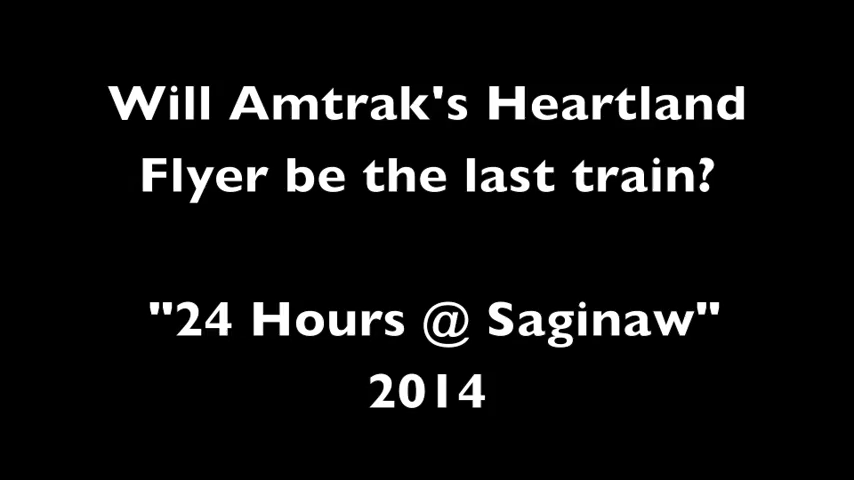 Will Amtrak's Heartland
Flyer be the last train?
"24 Hours @ Saginaw"
2014